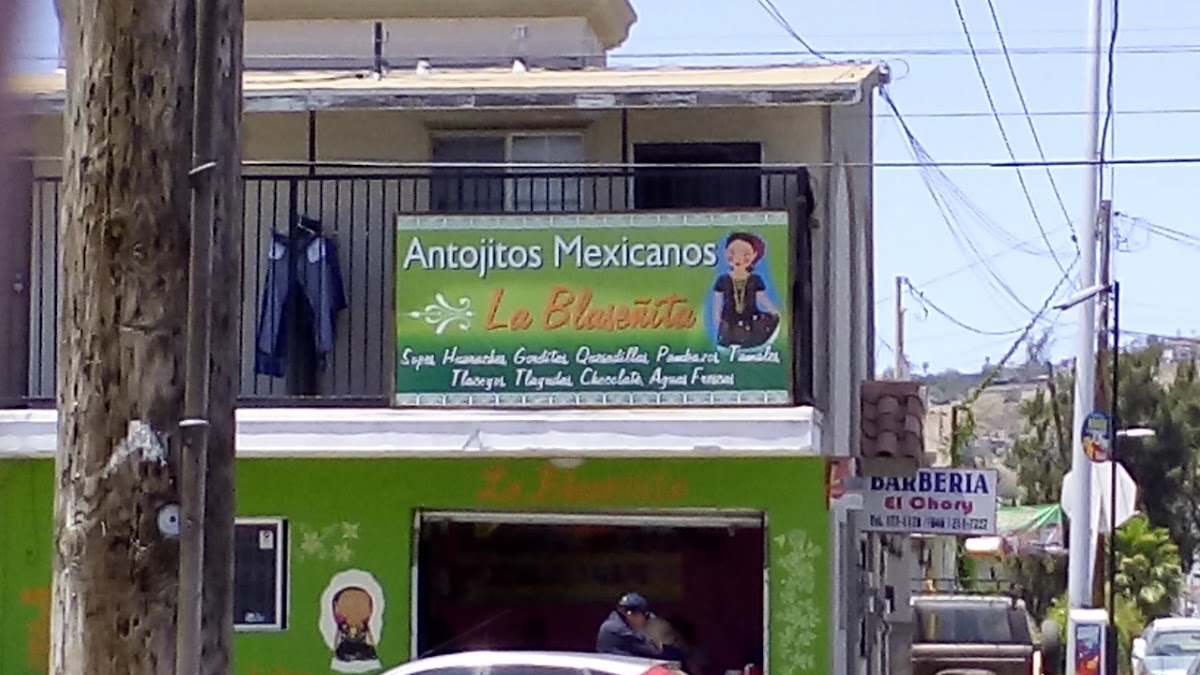 Antojitos Mexicanos
La Blaseñita
Sopes Huaraches Gorditas Quesadillas Pambazos Tamales
Tlacoyos Tlayudas Chocolate, Aguas Frescas
La Blaseñita
BARBERIA
El Chory